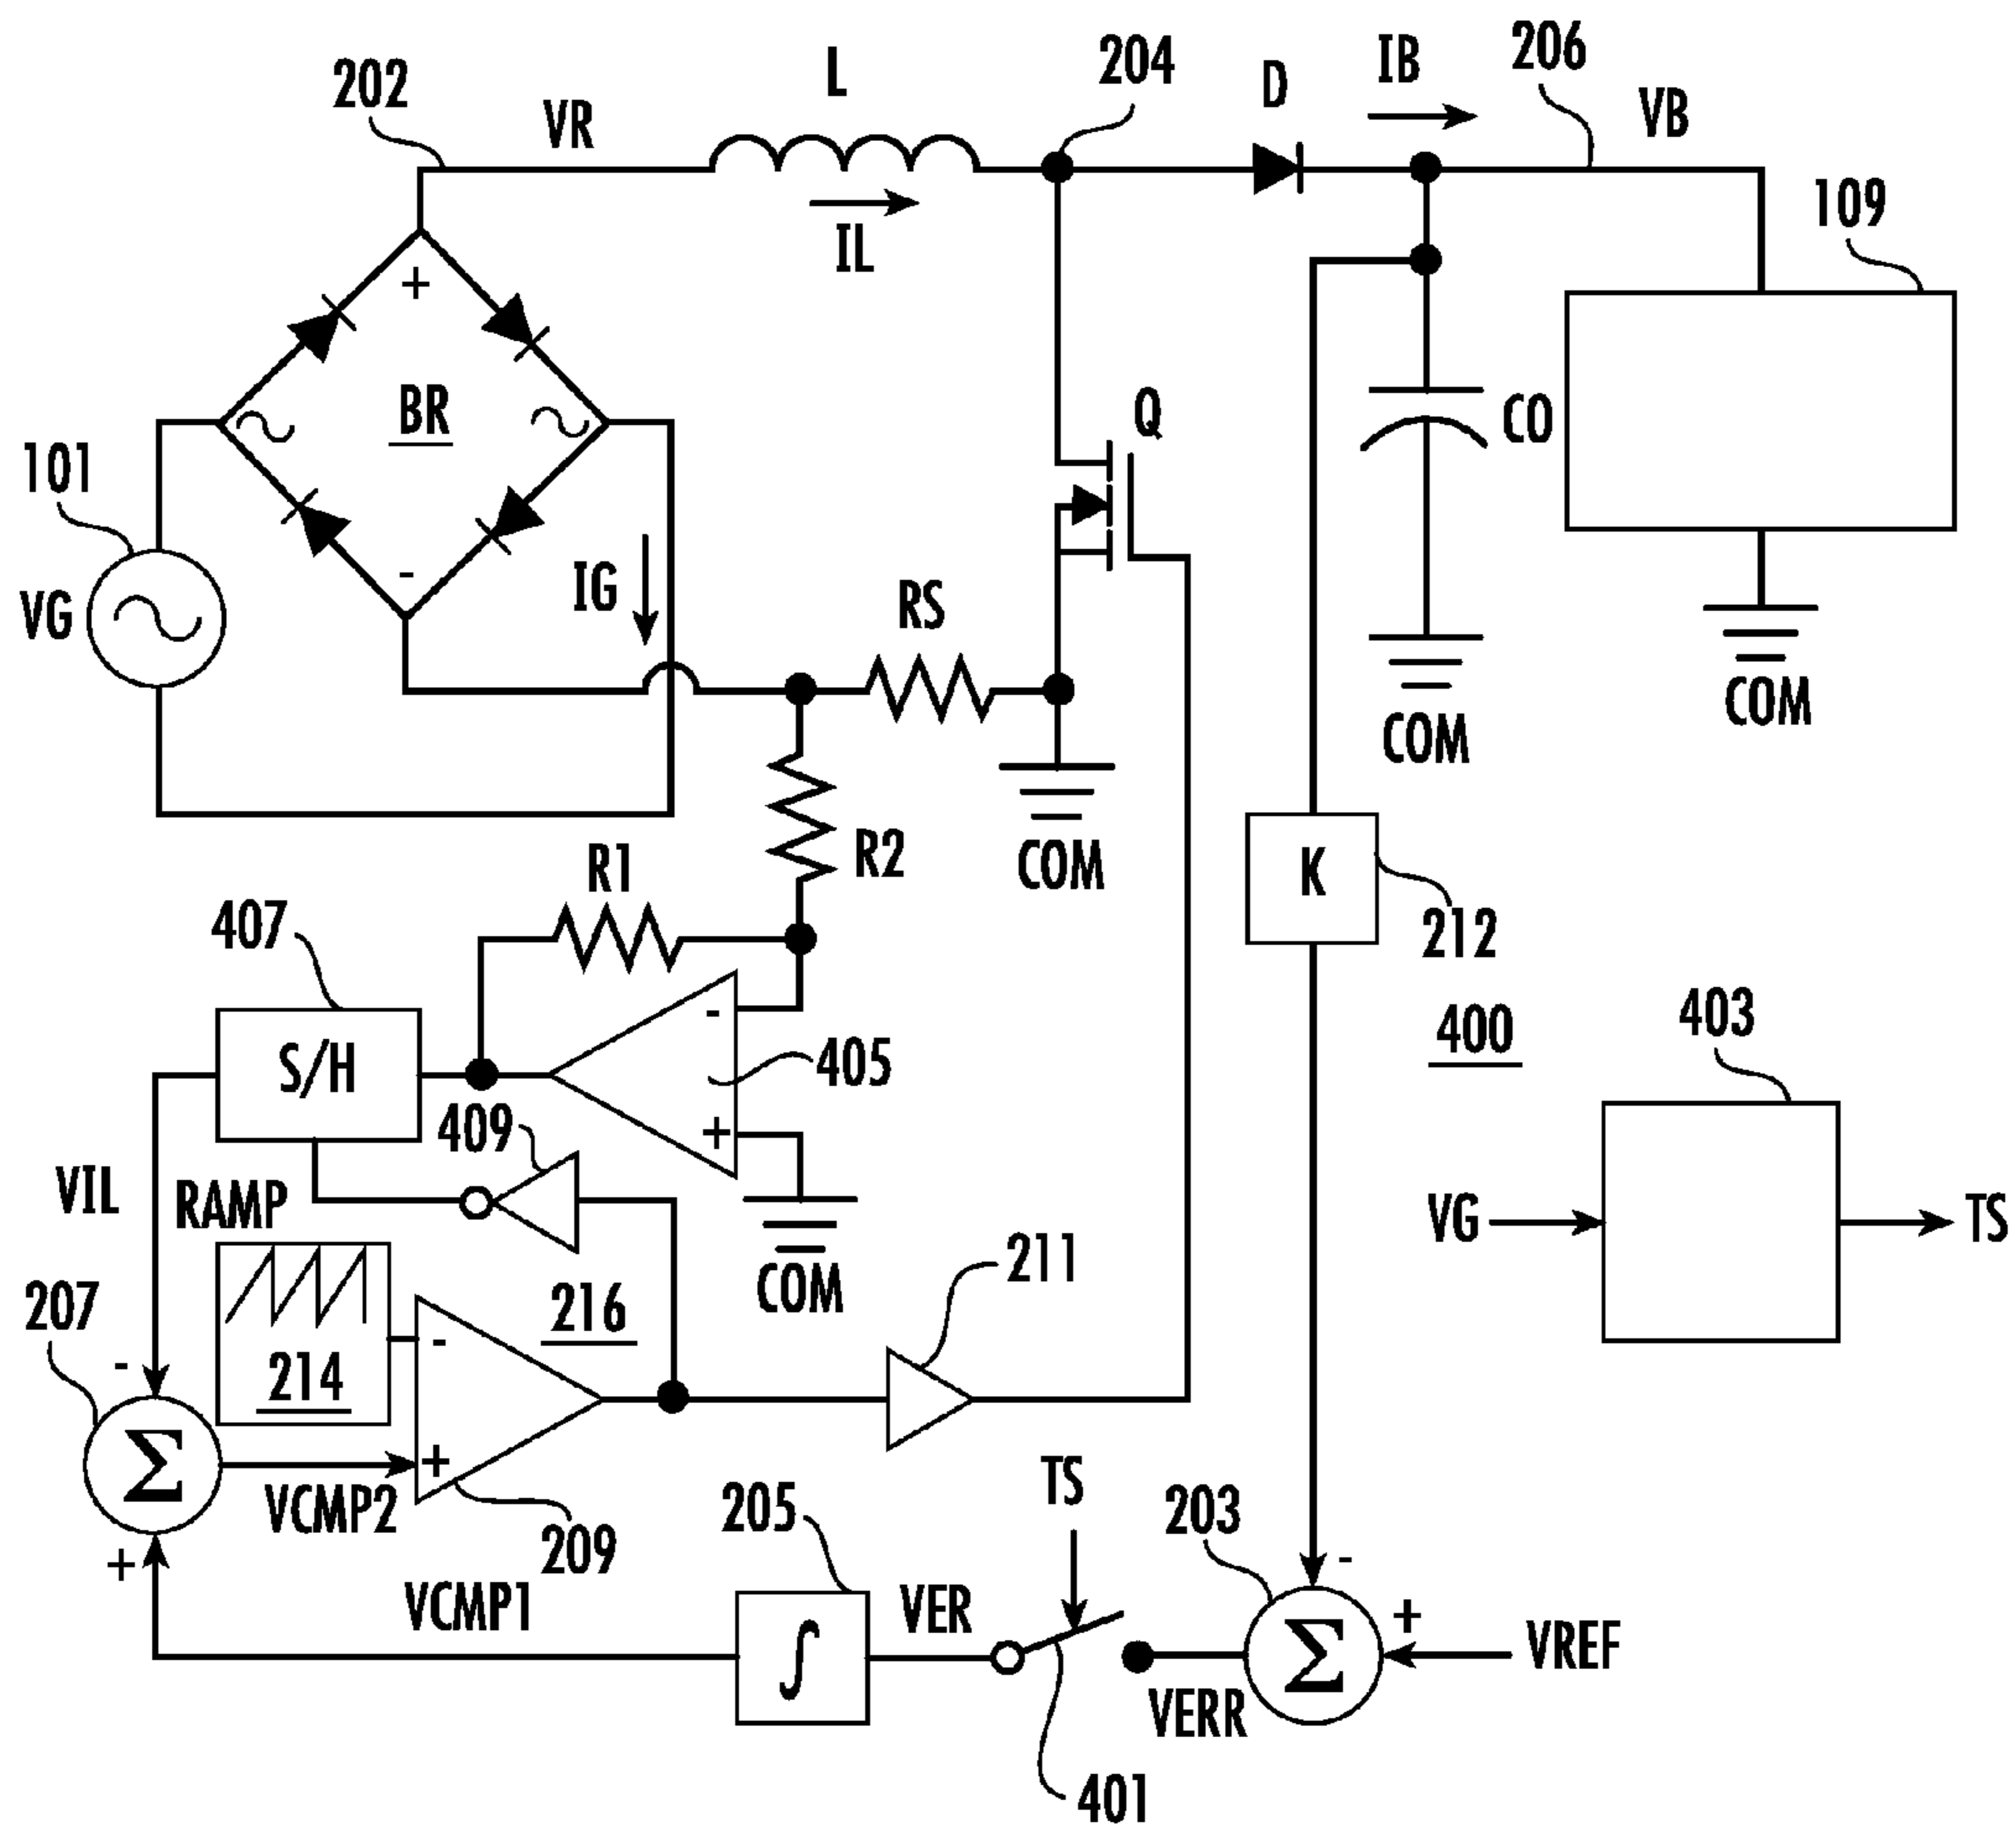 202
VR
L
204
D
IB
206
VB
IL
109
+
BR
101
VG
-
IG
RS
Q
CO
COM
COM
COM
R2
R1
K
212
407
S/H
-
405
+
409
400
403
VIL
RAMP
COM
VG
TS
207
-
214
-
216
211
Σ
+
VCMP2
209
+
VCMP1
205
∫
VER
TS
401
VERR
203
-
Σ
+
VREF